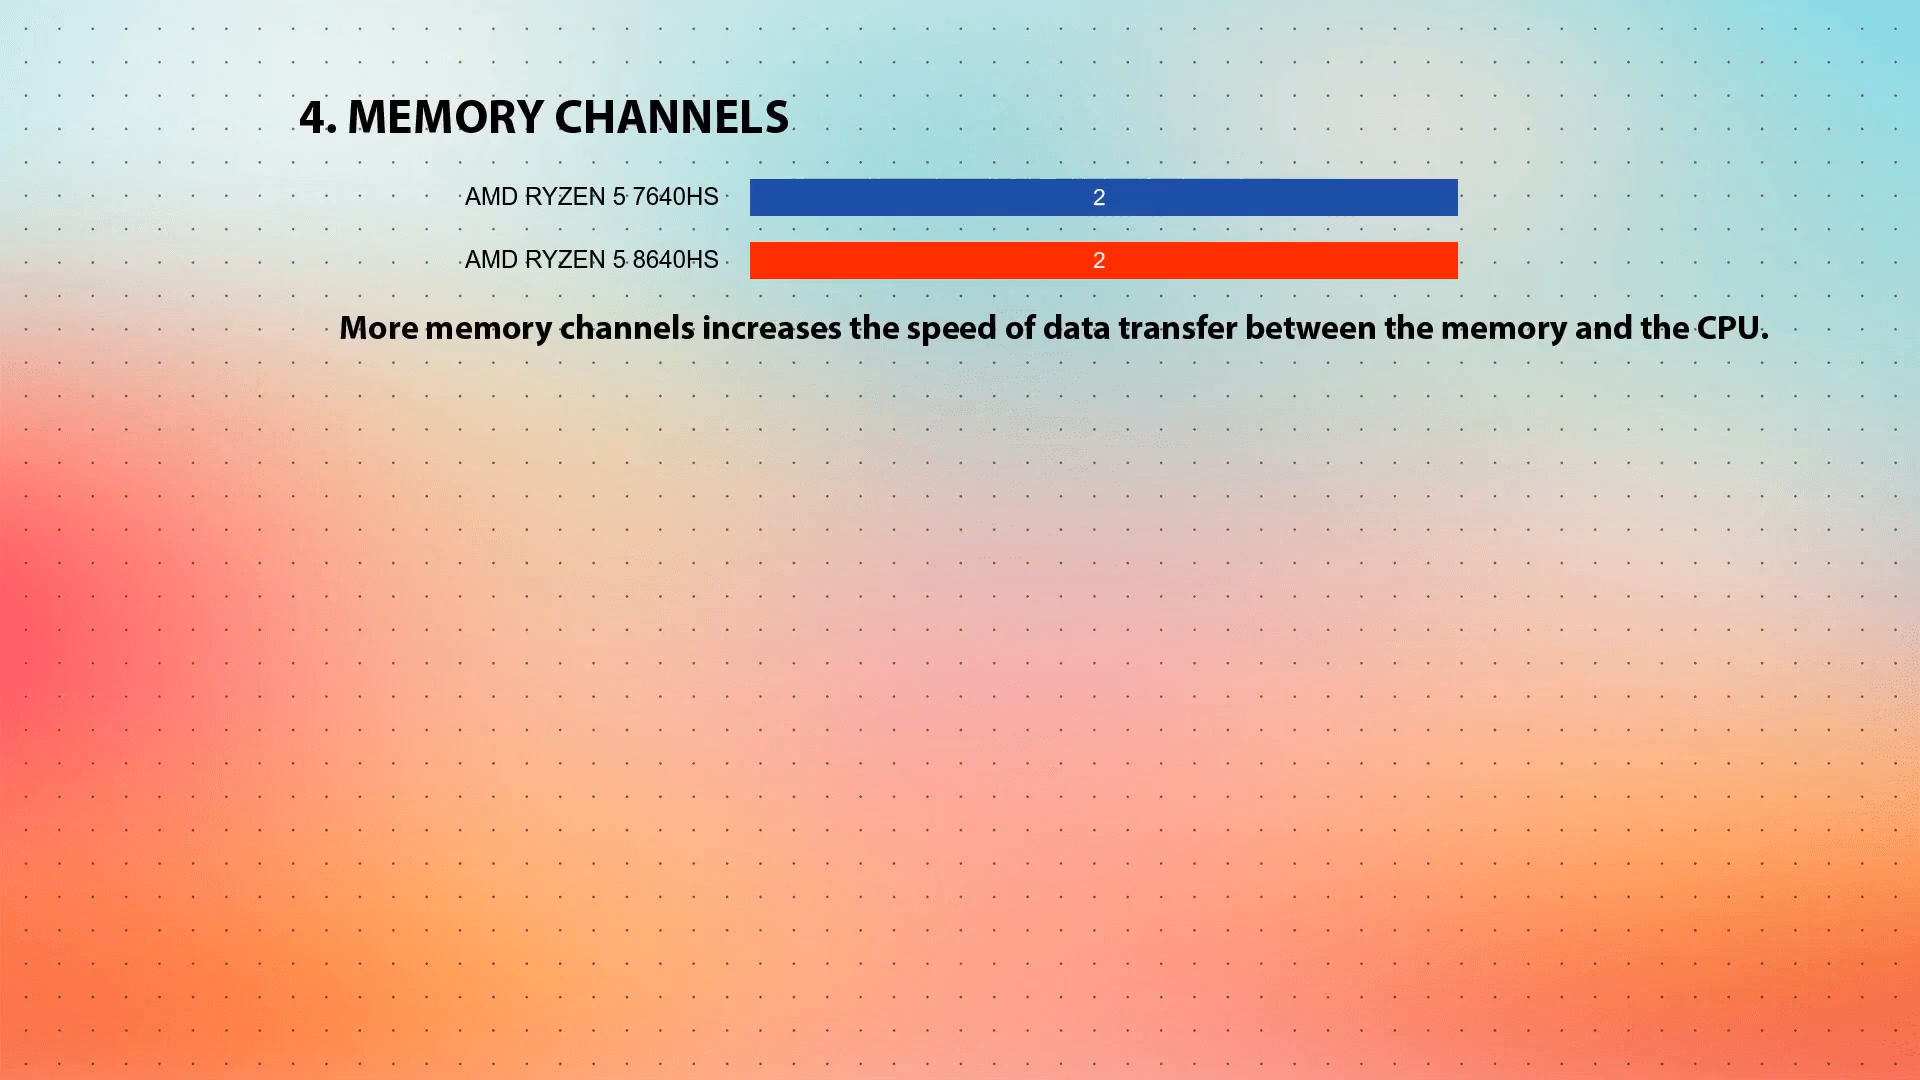 4. MEMORY CHANNELS
AMD RYZEN 5 7640HS 2
AMD RYZEN 5 8640HS 2
More memory channels increases the speed of data transfer between the memory and the CPU.